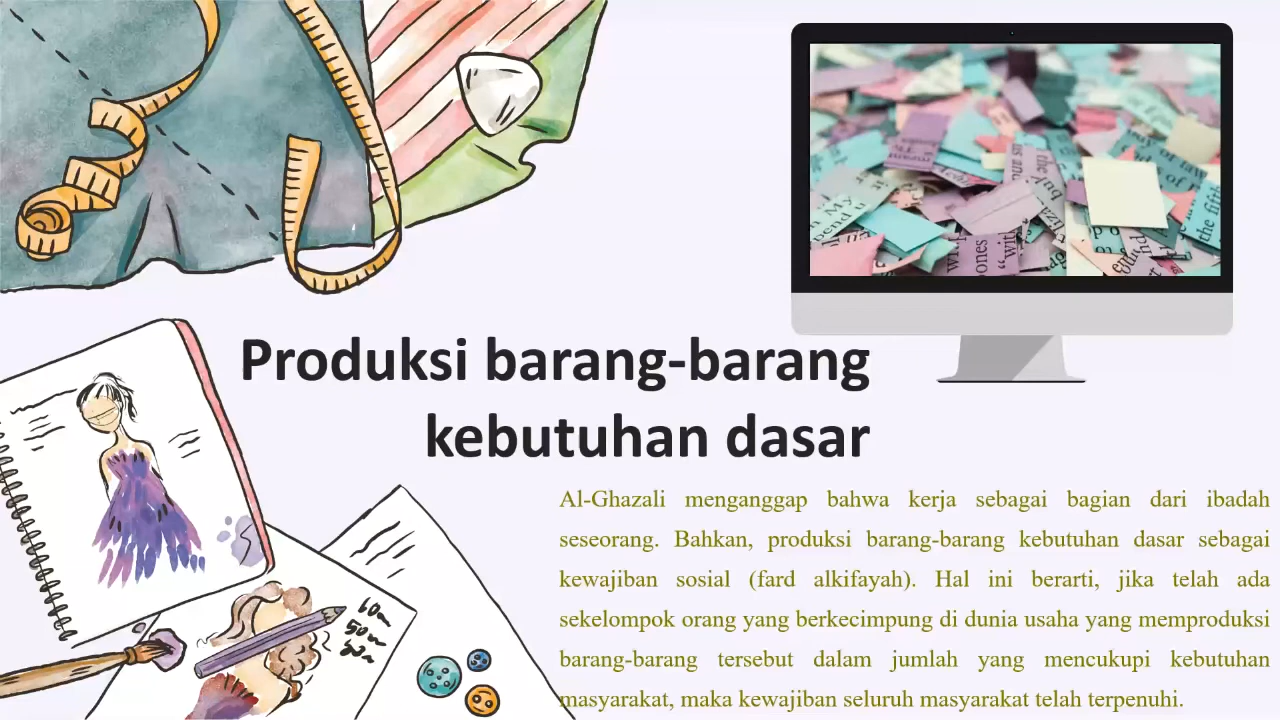 Produksi barang-barang
kebutuhan dasar
Al-Ghazali menganggap bahwa kerja sebagai bagian dari ibadah
seseorang. Bahkan, produksi barang-barang kebutuhan dasar sebagai
kewajiban sosial (fard alkifayah). Hal ini berarti, jika telah ada
sekelompok orang yang berkecimpung di dunia usaha yang memproduksi
barang-barang tersebut dalam jumlah yang mencukupi kebutuhan
masyarakat, maka kewajiban seluruh masyarakat telah terpenuhi.